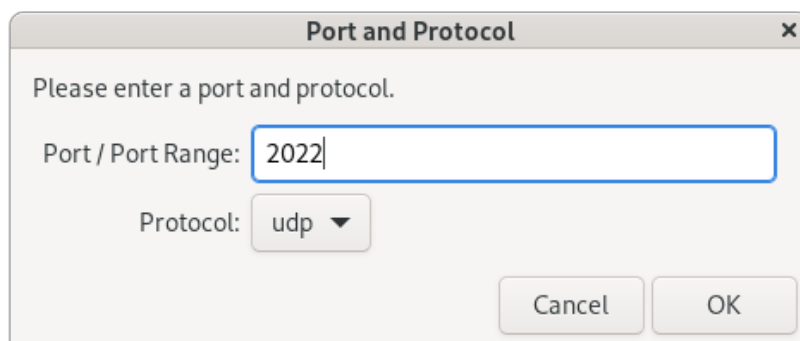 Port and Protocol
Please enter a port and protocol.
Port / Port Range: 2022
Protocol: udp
Cancel OK